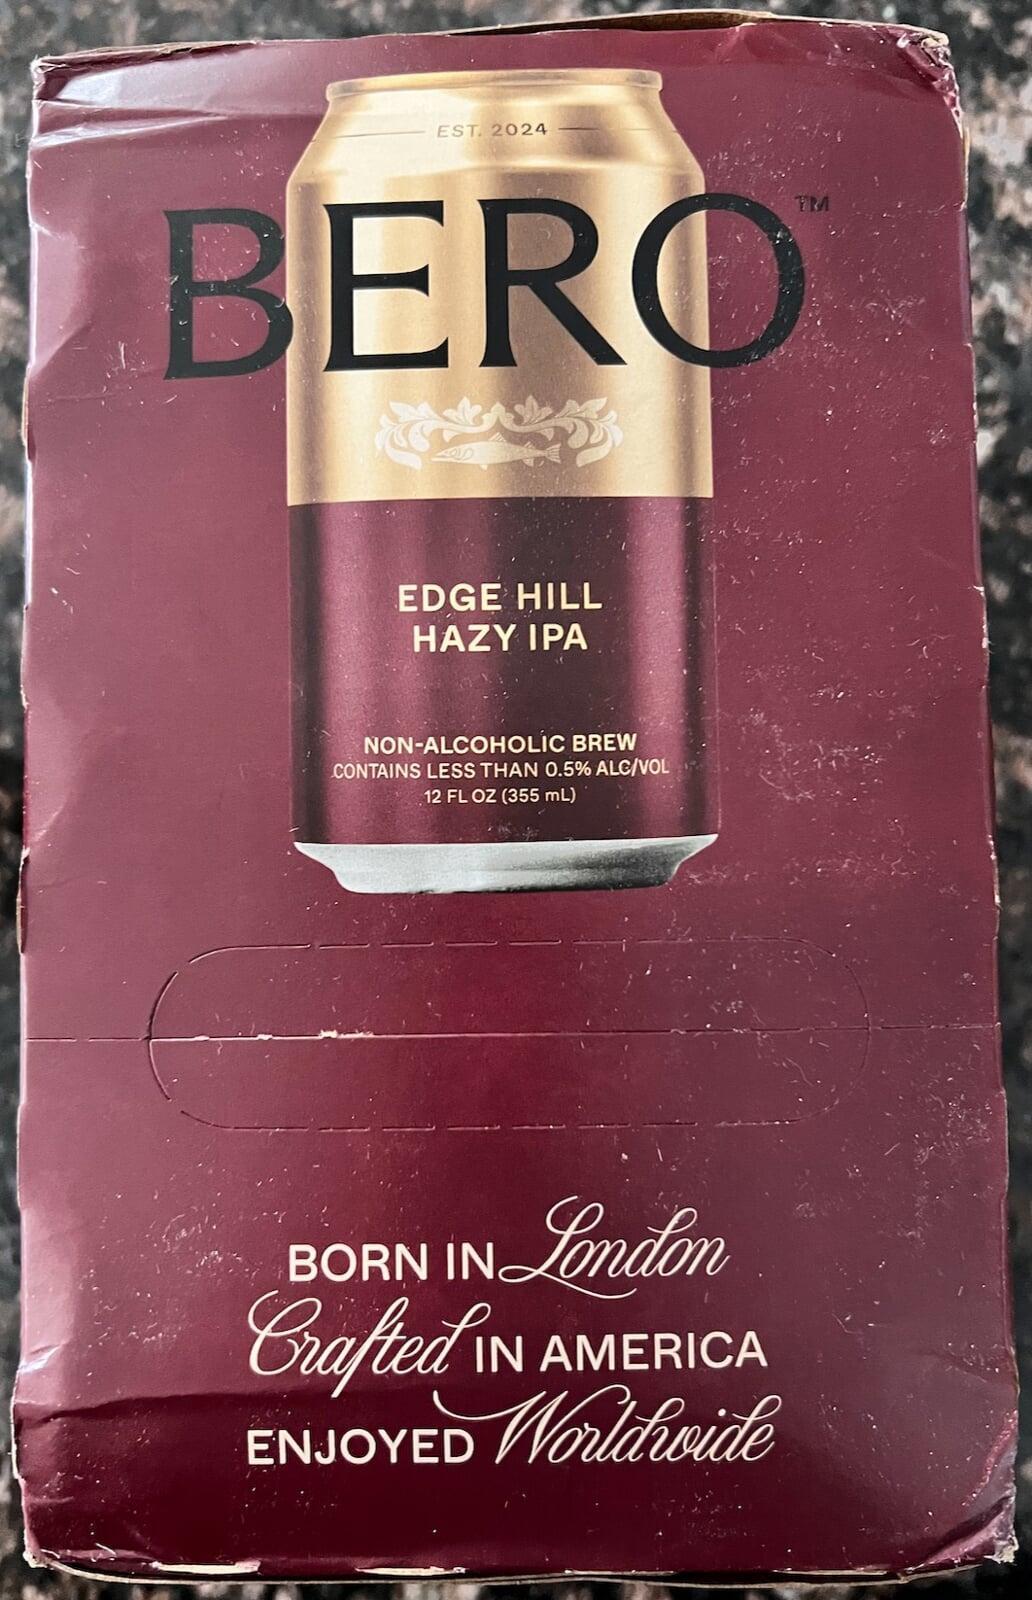 EST. 2024
BERO™
EDGE HILL
HAZY IPA
NON-ALCOHOLIC BREW
CONTAINS LESS THAN 0.5% ALC/VOL
12 FL OZ (355 mL)
BORN IN London
Crafted IN AMERICA
ENJOYED Worldwide